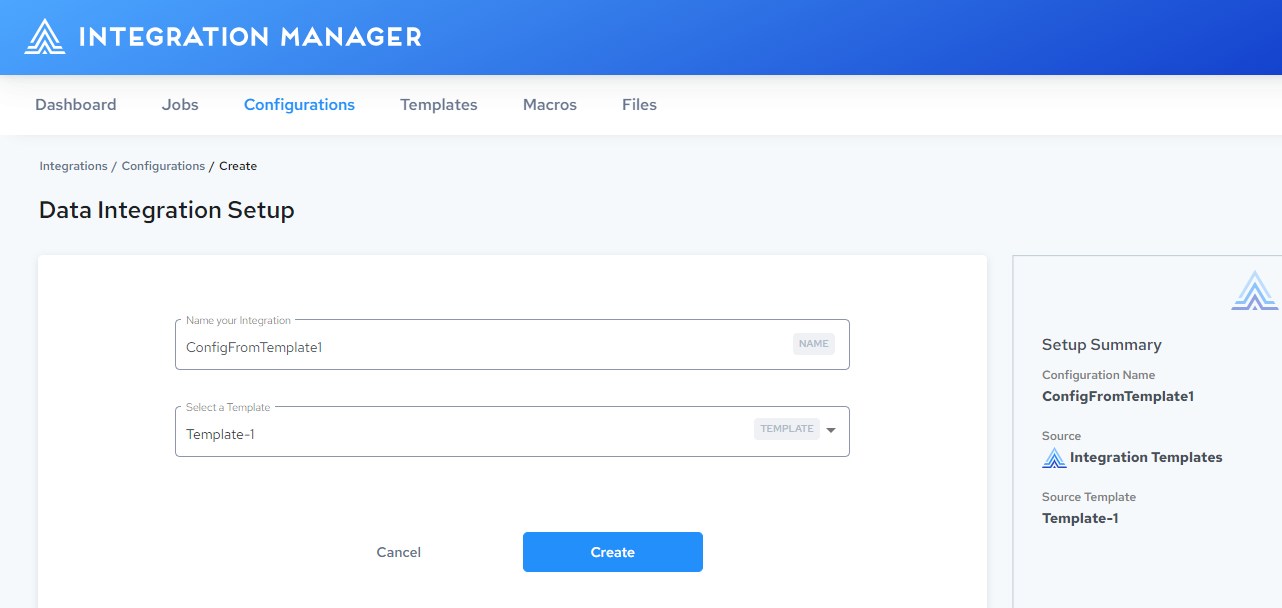 INTEGRATION MANAGER
Dashboard Jobs Configurations Templates Macros Files
Integrations / Configurations / Create
Data Integration Setup
Name your Integration
ConfigFromTemplate1 NAME
Select a Template
Template-1 TEMPLATE
Cancel Create
Setup Summary
Configuration Name
ConfigFromTemplate1
Source
Integration Templates
Source Template
Template-1